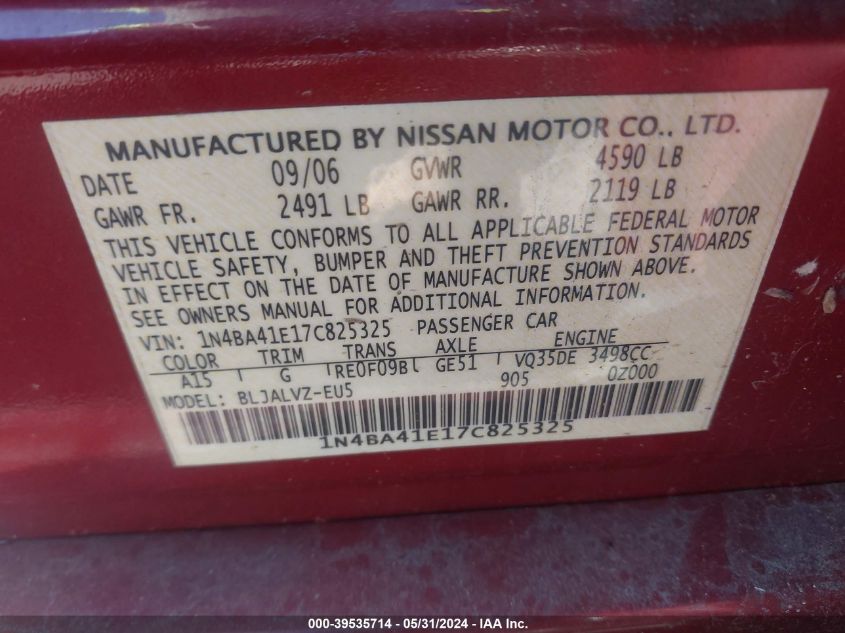 MANUFACTURED BY NISSAN MOTOR CO., LTD.
DATE 09/06 GVWR 4590 LB
GAWR FR. 2491 LB GAWR RR. 2119 LB
THIS VEHICLE CONFORMS TO ALL APPLICABLE FEDERAL MOTOR
VEHICLE SAFETY, BUMPER AND THEFT PREVENTION STANDARDS
IN EFFECT ON THE DATE OF MANUFACTURE SHOWN ABOVE.
SEE OWNERS MANUAL FOR ADDITIONAL INFORMATION.
VIN: 1N4BA41E17C825325 PASSENGER CAR
COLOR TRIM TRANS AXLE ENGINE
A15 G RE0F09B GE51 VQ35DE 3498CC
MODEL: BLJALVZ-EU5 905 0Z000
1N4BA41E17C825325
000-39535714 - 05/31/2024 - IAA Inc.